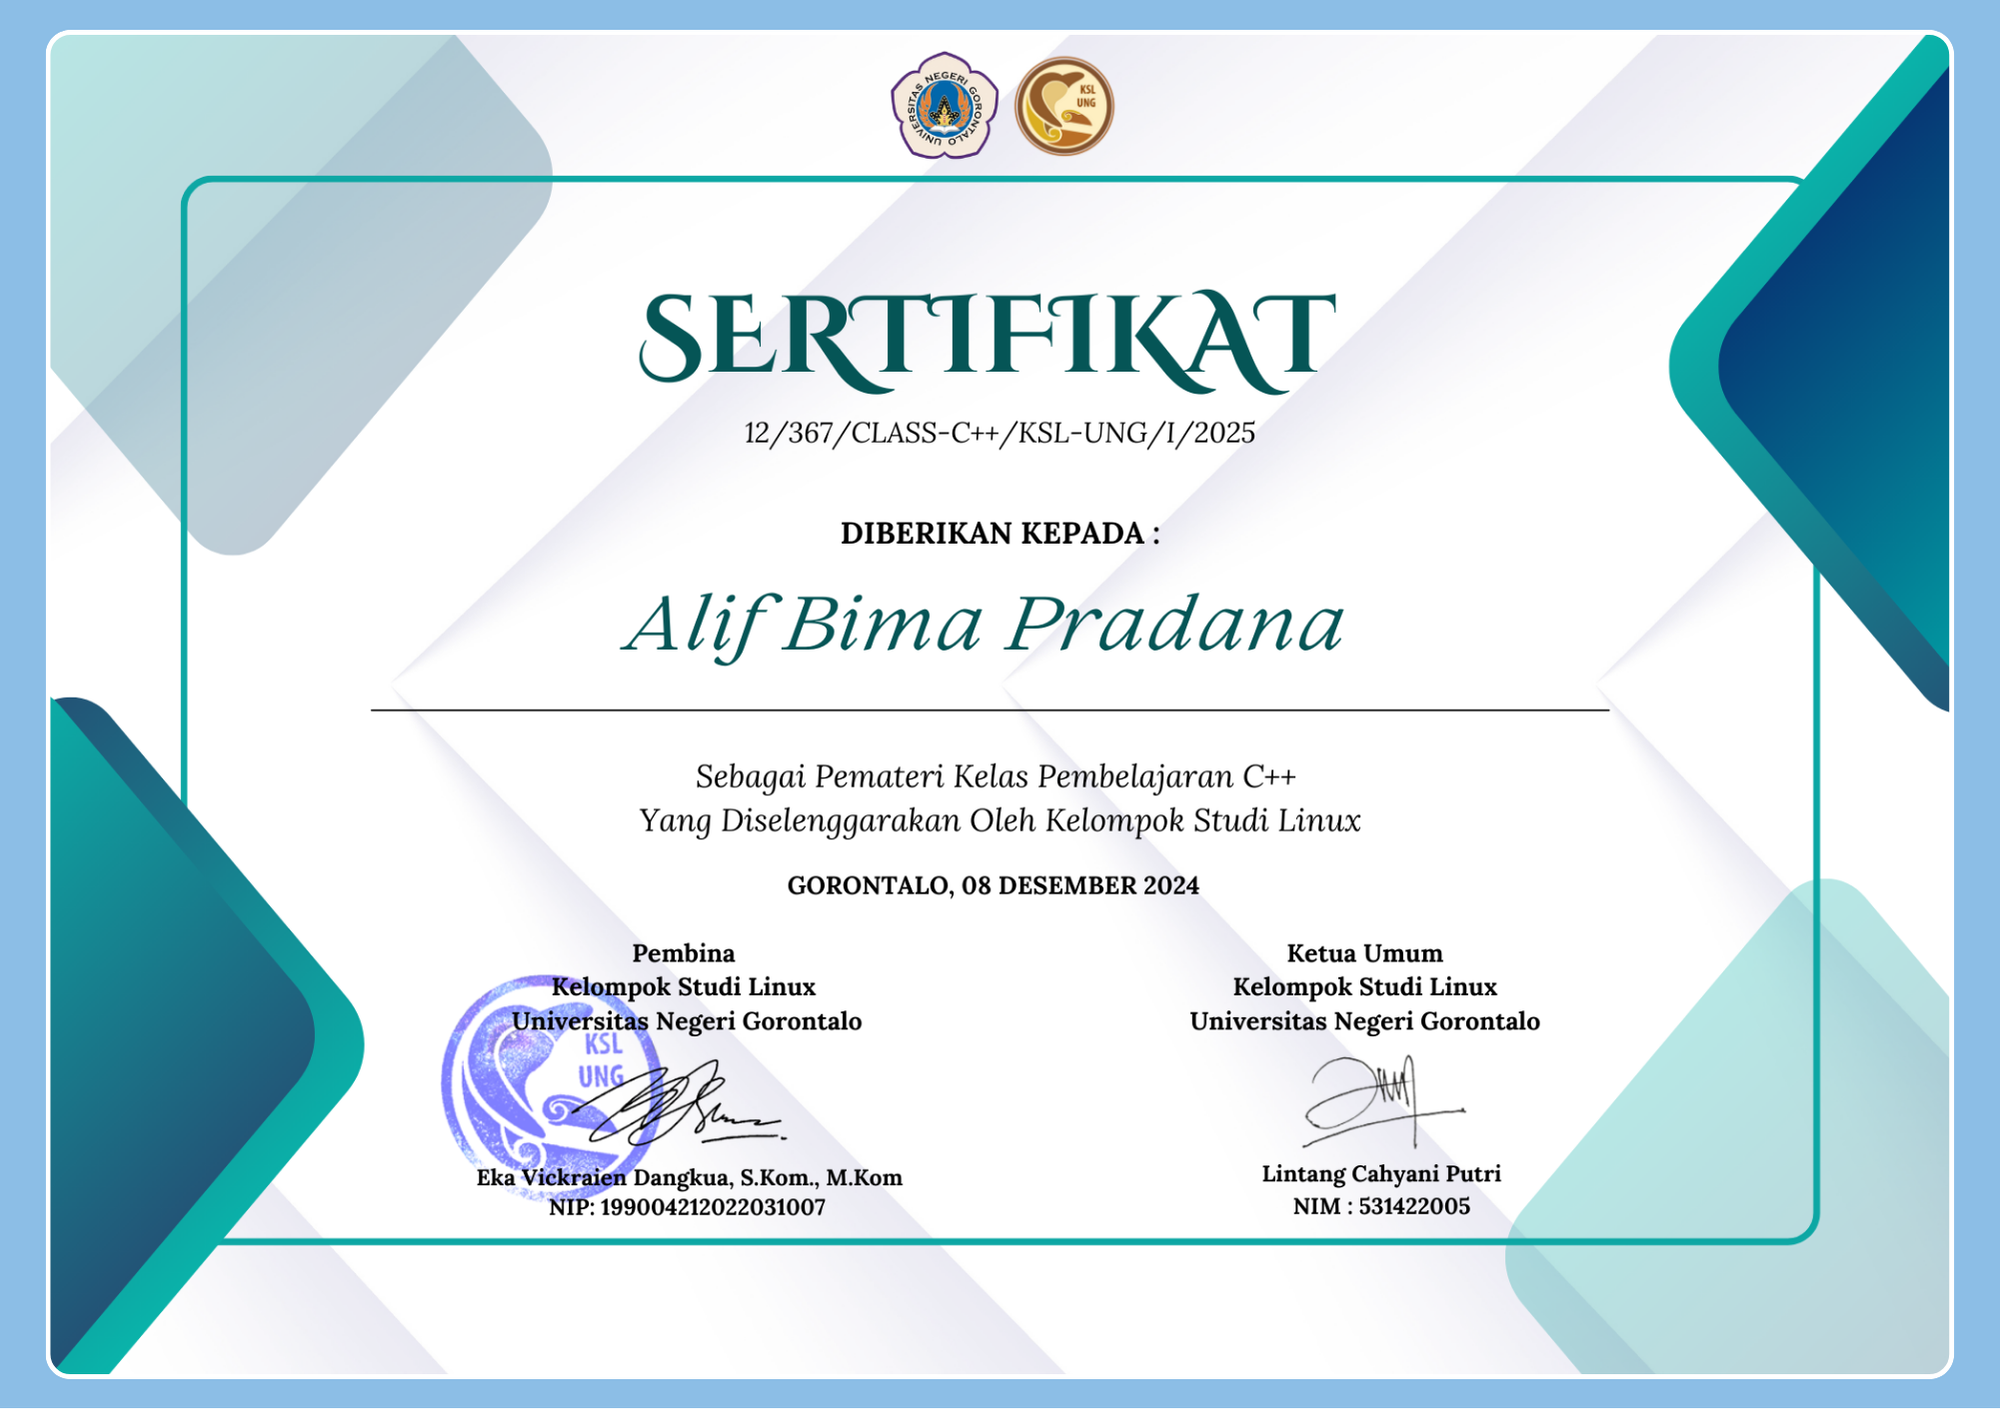 UNIVERSITAS NEGERI GORONTALO
KSL
UNG
SERTIFIKAT
12/367/CLASS-C++/KSL-UNG/I/2025
DIBERIKAN KEPADA :
Alif Bima Pradana
Sebagai Pemateri Kelas Pembelajaran C++
Yang Diselenggarakan Oleh Kelompok Studi Linux
GORONTALO, 08 DESEMBER 2024
Pembina
Kelompok Studi Linux
Universitas Negeri Gorontalo
KSL
UNG
Eka Vickraien Dangkua, S.Kom., M.Kom
NIP: 199004212022031007
Ketua Umum
Kelompok Studi Linux
Universitas Negeri Gorontalo
Lintang Cahyani Putri
NIM : 531422005